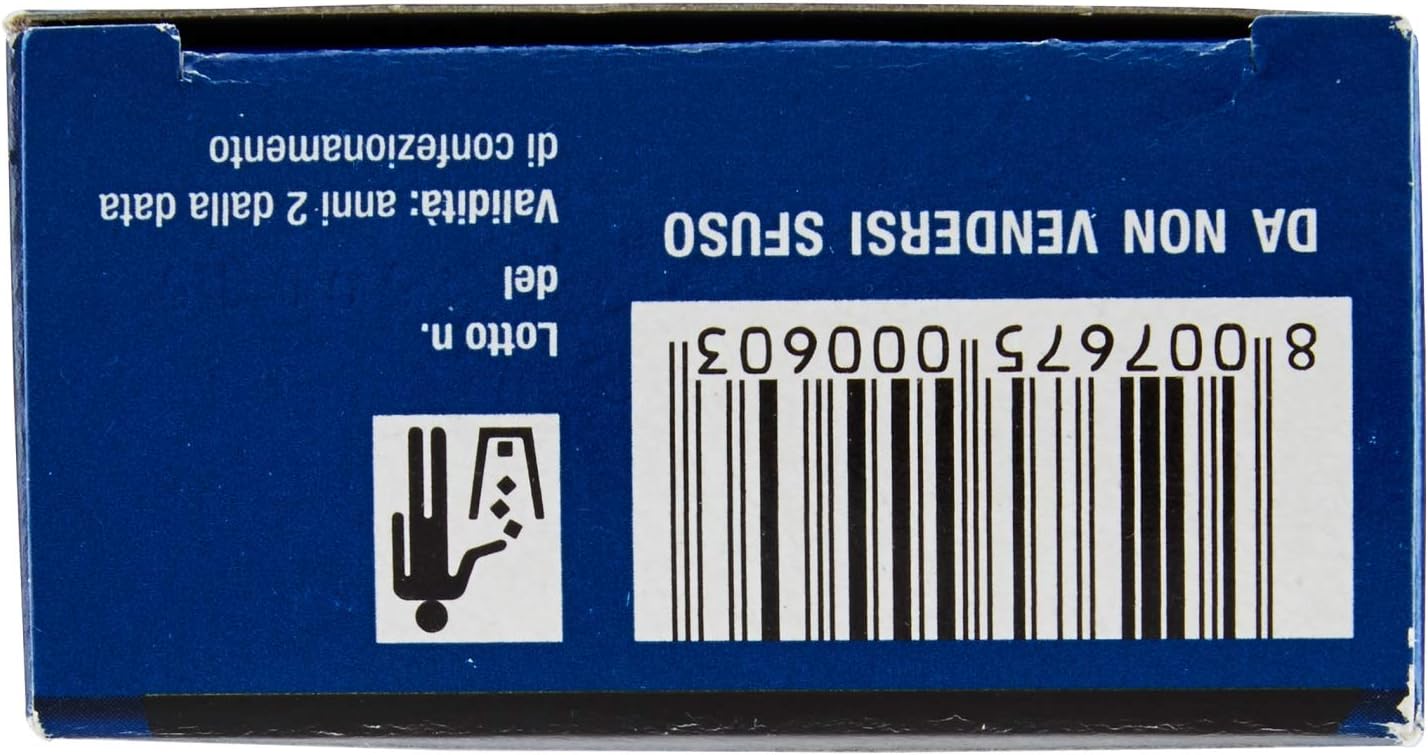 8 007675 000603
DA NON VENDERSI SFUSO
Lotto n.
del
Validità: anni 2 dalla data
di confezionamento